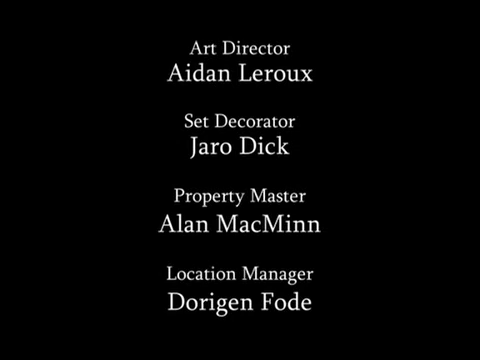 Art Director
Aidan Leroux
Set Decorator
Jaro Dick
Property Master
Alan MacMinn
Location Manager
Dorigen Fode